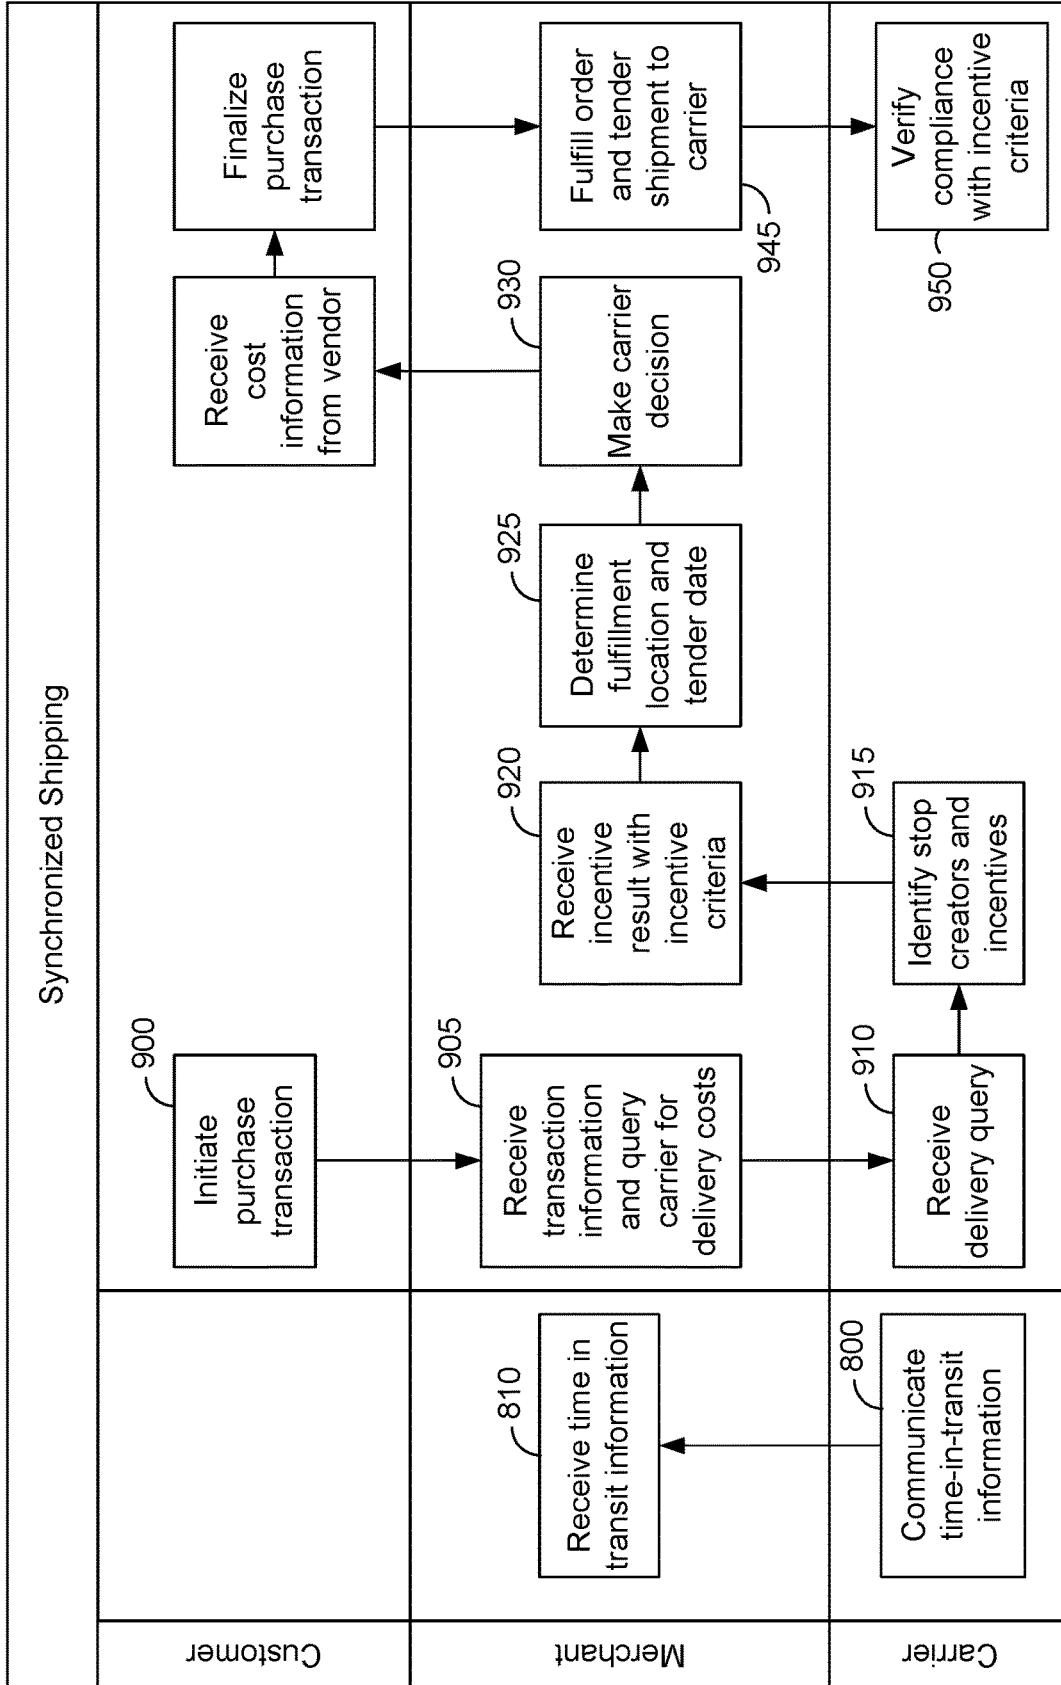 Synchronized Shipping
Customer
Merchant
Carrier
800
Communicate
time-in-transit
information
810
Receive time in
transit information
900
Initiate
purchase
transaction
905
Receive
transaction
information
and query
carrier for
delivery costs
910
Receive
delivery query
915
Identify stop
creators and
incentives
920
Receive
incentive
result with
incentive
criteria
925
Determine
fulfillment
location and
tender date
930
Make carrier
decision
Receive
cost
information
from vendor
Finalize
purchase
transaction
Fulfill order
and tender
shipment to
carrier
945
Verify
compliance
with incentive
criteria
950